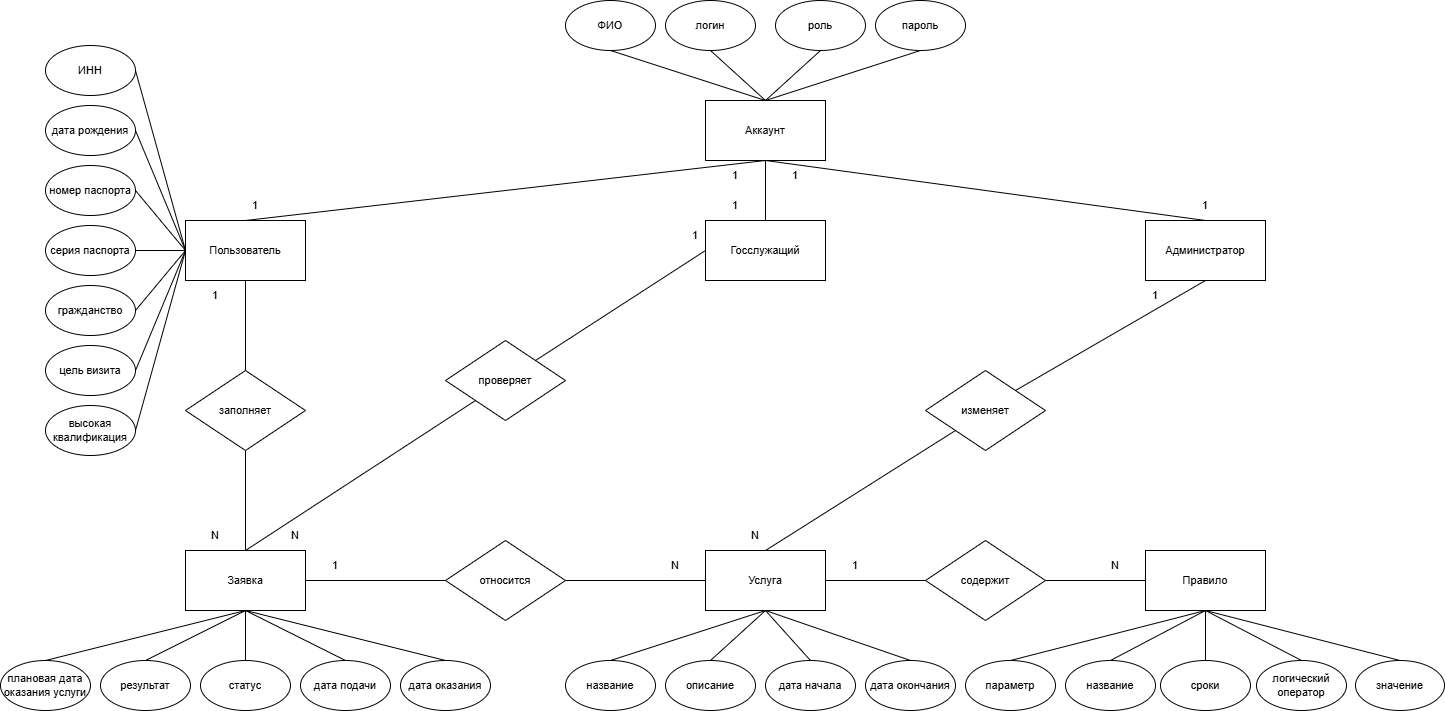 ФИО
логин
роль
пароль
ИНН
дата рождения
номер паспорта
серия паспорта
гражданство
цель визита
высокая
квалификация
Аккаунт
1
1
1
1
1
Пользователь
Госслужащий
Администратор
1
1
1
заполняет
проверяет
изменяет
N
N
N
Заявка
1
относится
N
Услуга
1
содержит
N
Правило
плановая дата
оказания услуги
результат
статус
дата подачи
дата оказания
название
описание
дата начала
дата окончания
параметр
название
сроки
логический
оператор
значение